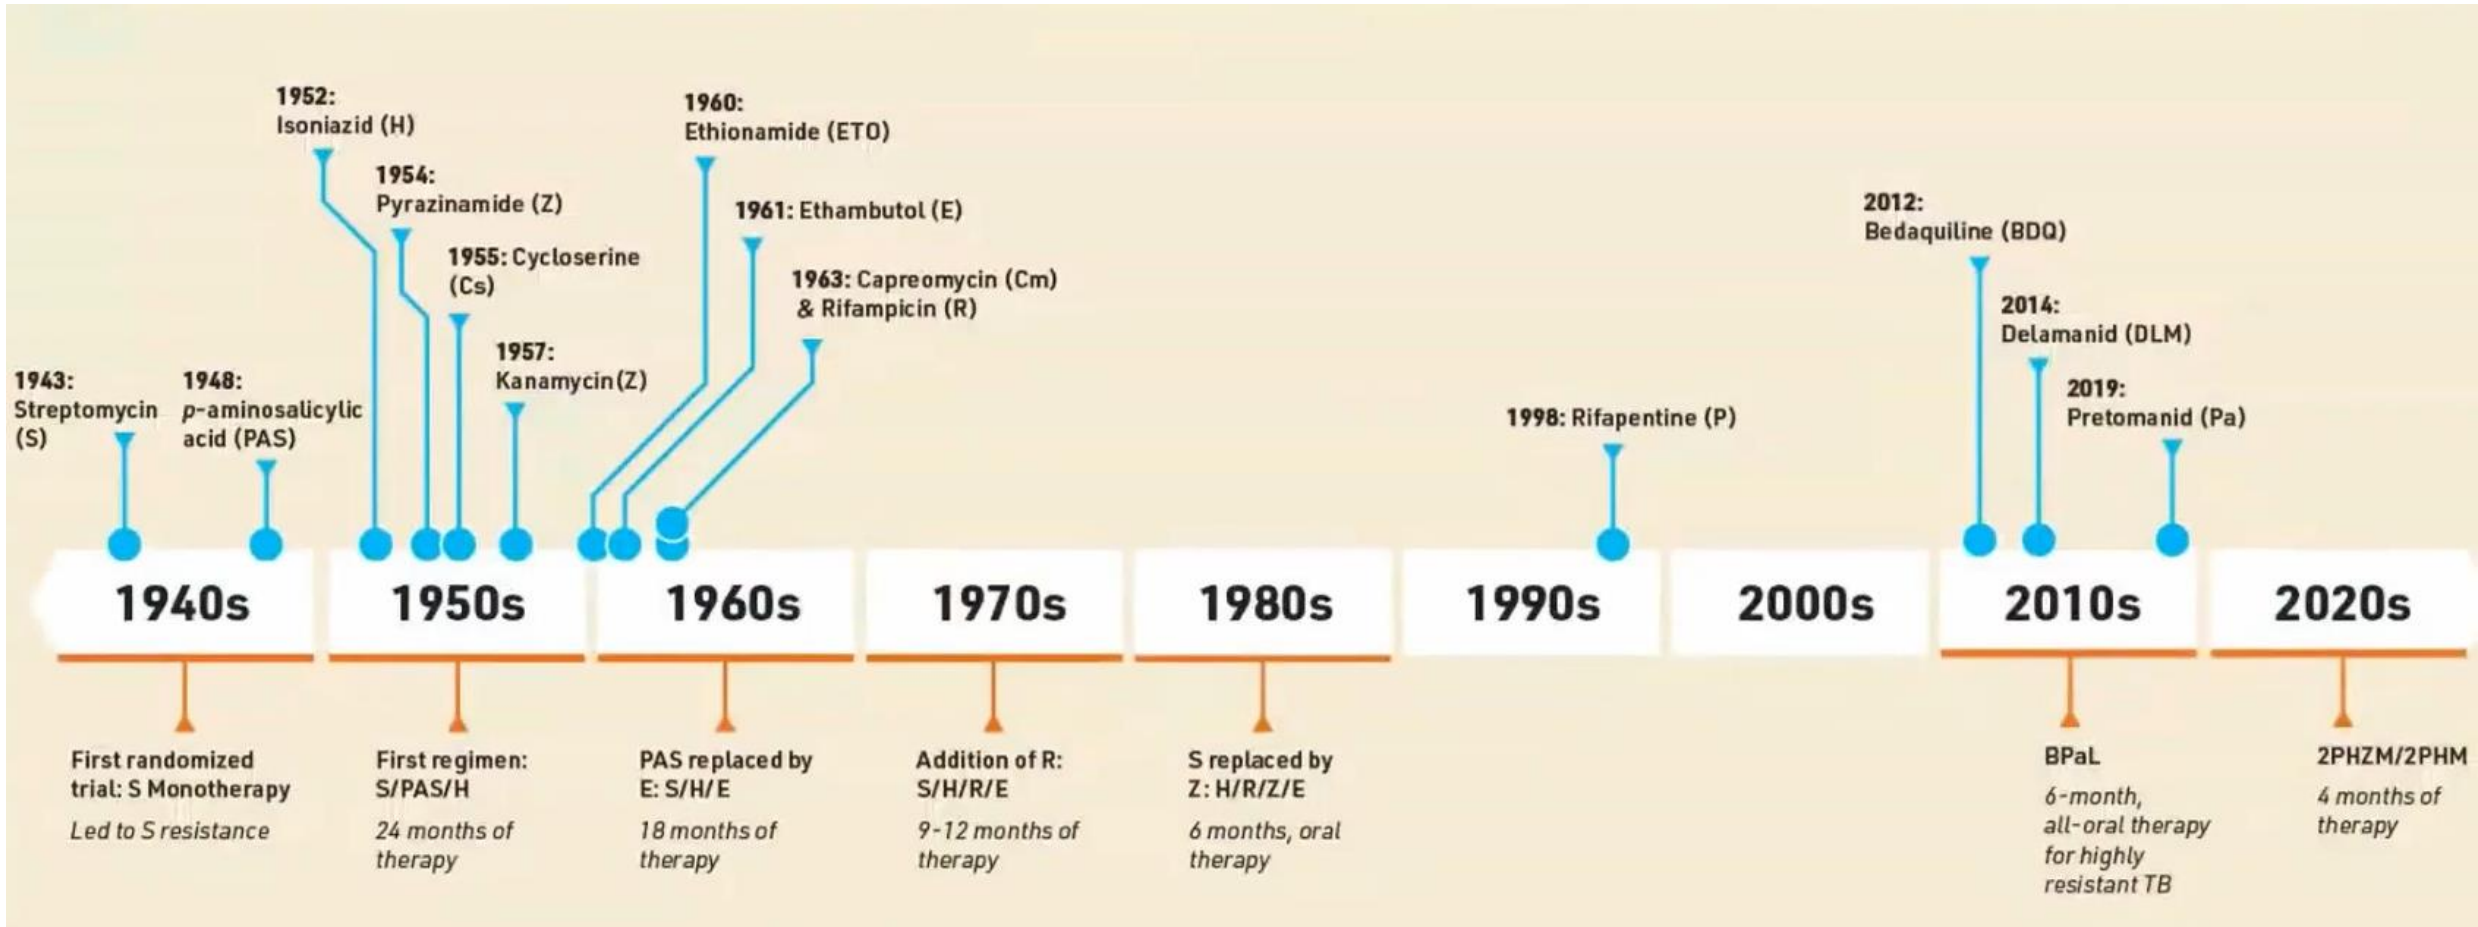 1952:
Isoniazid (H)
1954:
Pyrazinamide (Z)
1955: Cycloserine
(Cs)
1957:
Kanamycin(Z)
1943:
Streptomycin
(S)
1948:
p-aminosalicylic
acid (PAS)
1960:
Ethionamide (ETO)
1961: Ethambutol (E)
1963: Capreomycin (Cm)
& Rifampicin (R)
1998: Rifapentine (P)
2012:
Bedaquiline (BDQ)
2014:
Delamanid (DLM)
2019:
Pretomanid (Pa)
1940s
1950s
1960s
1970s
1980s
1990s
2000s
2010s
2020s
First randomized
trial: S Monotherapy
Led to S resistance
First regimen:
S/PAS/H
24 months of
therapy
PAS replaced by
E: S/H/E
18 months of
therapy
Addition of R:
S/H/R/E
9-12 months of
therapy
S replaced by
Z: H/R/Z/E
6 months, oral
therapy
BPaL
6-month,
all-oral therapy
for highly
resistant TB
2PHZM/2PHM
4 months of
therapy